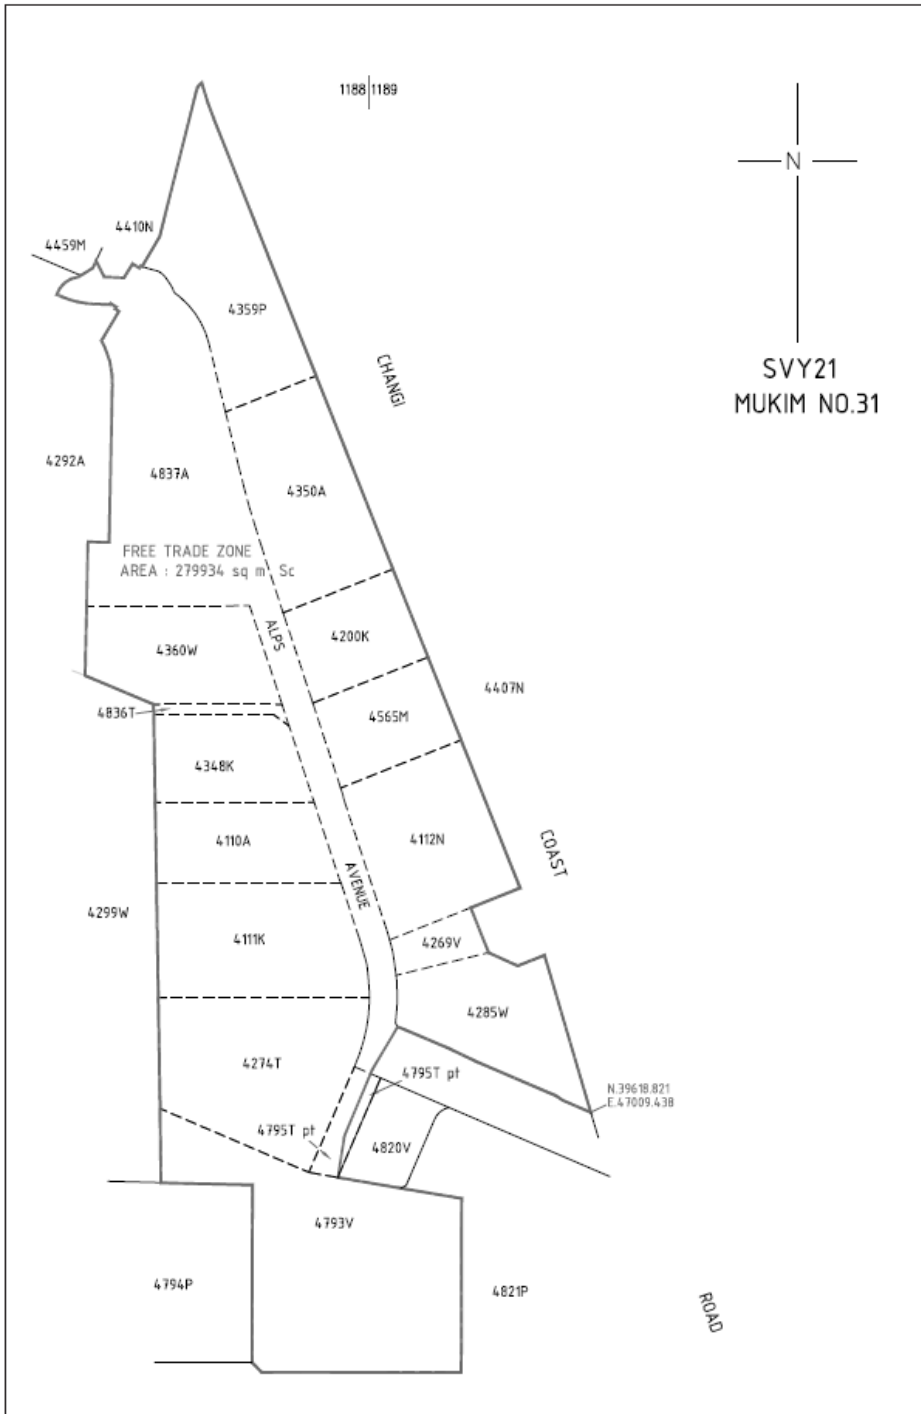 1188 1189
N
4410N
4459M
SVY21
MUKIM NO.31
4359P
CHANGI
4292A
4837A
4350A
FREE TRADE ZONE
AREA : 279934 sq m Sc
ALPS
4200K
4360W
4407N
4836T
4565M
4348K
4110A
4112N
COAST
AVENUE
4299W
4111K
4269V
4285W
4274T
4795T pt
N.39618.821
E.47009.438
4795T pt
4820V
4793V
4794P
4821P
ROAD